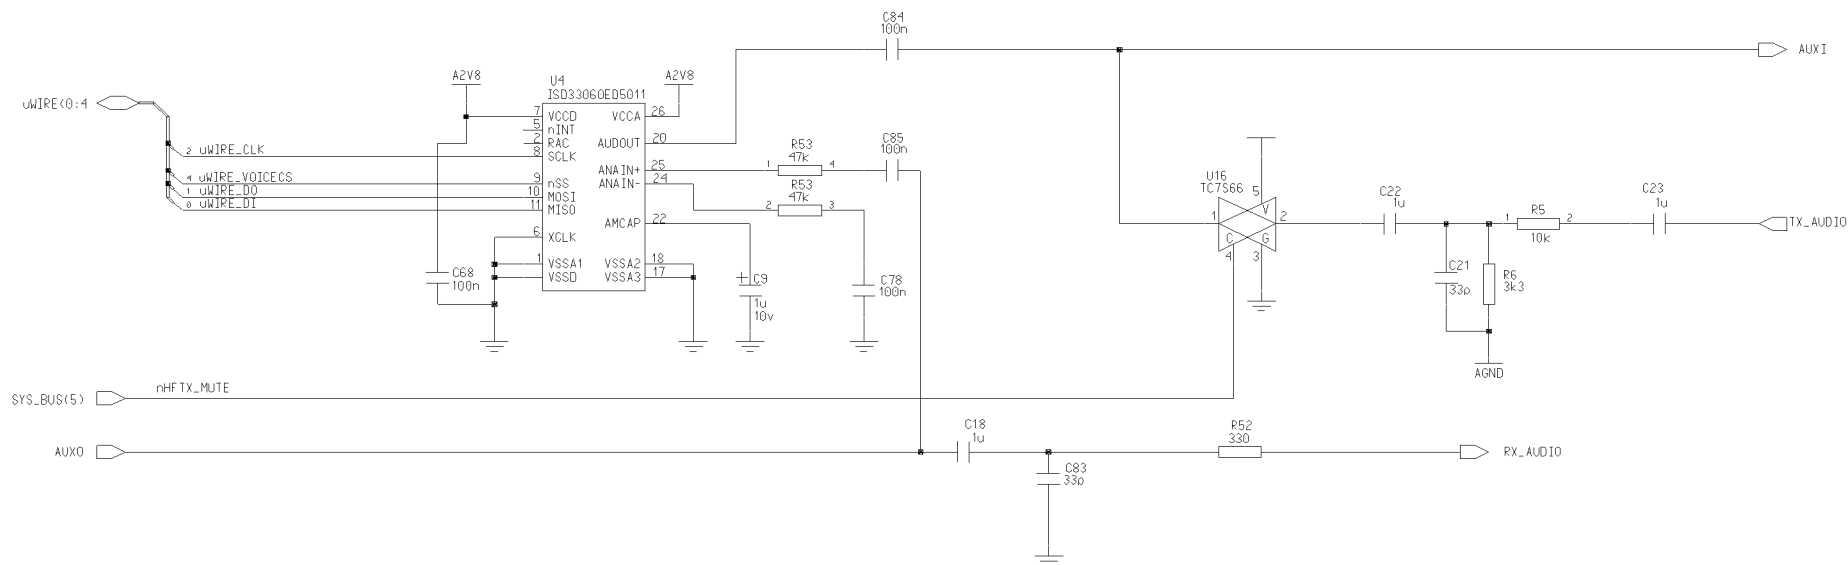 C84
100n
AUXI
A2V8
U4
ISD33060ED5011
A2V8
uWIRE(0:4
7 VCCD VCCA 26
5 nINT
2 RAC AUDOUT 20
2 uWIRE_CLK
8 SCLK
R53
47k
C85
100n
ANAIN+ 25
1 4
4 uWIRE_VOICECS
9 nSS ANAIN- 24
1 uWIRE_DO
10 MOSI
R53
47k
0 uWIRE_DI
11 MISO
2 3
AMCAP 22
6 XCLK
1 VSSA1 VSSA2 18
VSSD VSSA3 17
C68
100n
+ C9
1u
10v
C78
100n
U16
TC7S66
5
V
1 2
C G
4 3
C22
1u
C23
1u
1 R5 2
10k
TX_AUDIO
C21
33p
R6
3k3
AGND
nHFTX_MUTE
SYS_BUS(5)
AUXO
C18
1u
R52
330
RX_AUDIO
C83
33p